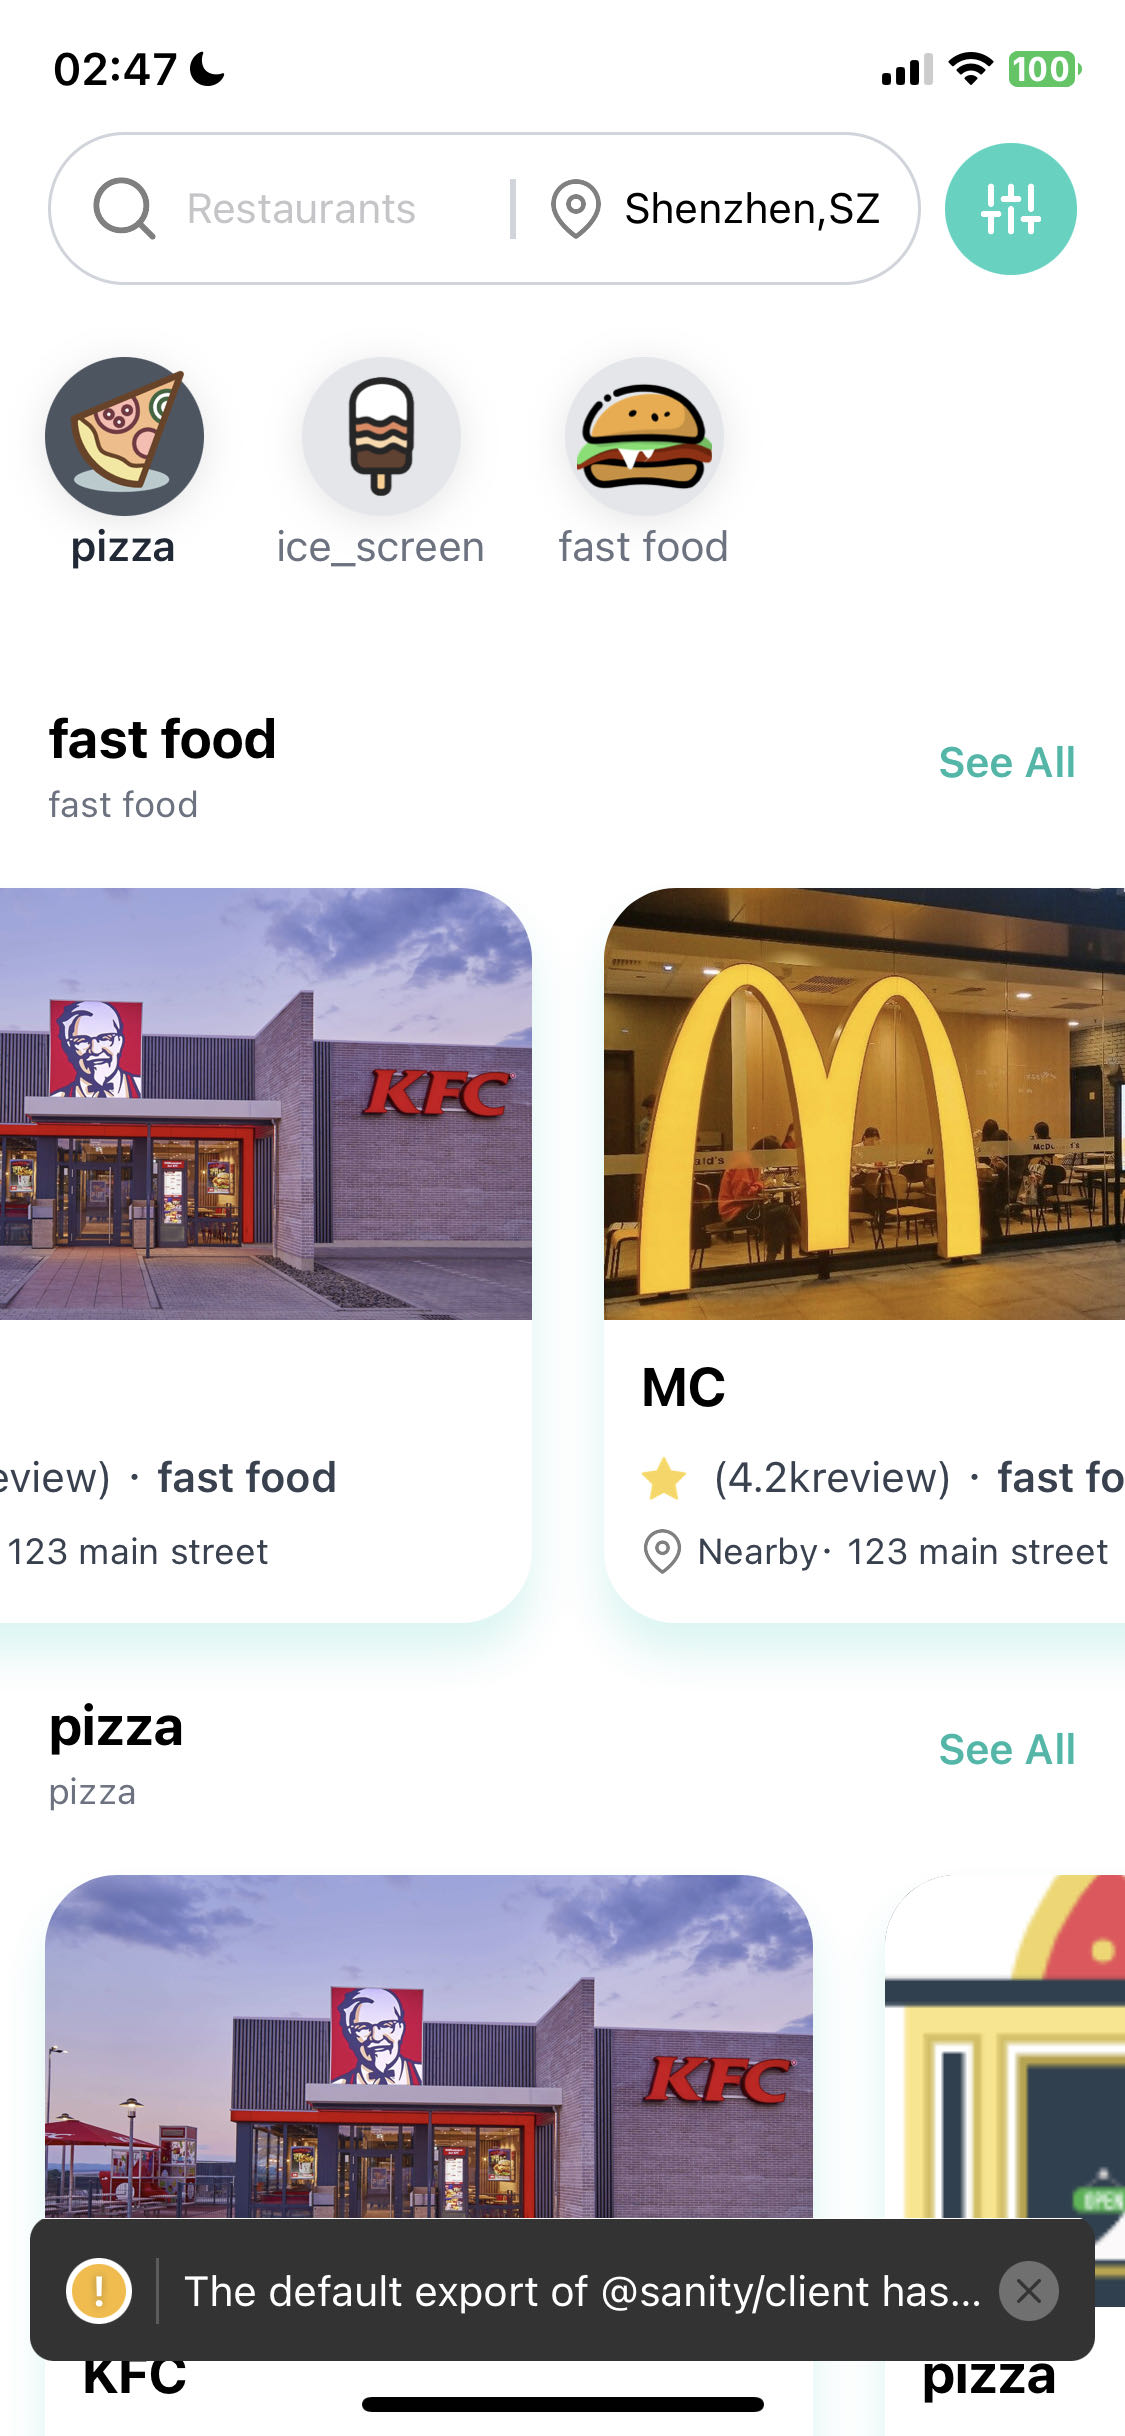 02:47
100
Restaurants
Shenzhen,SZ
pizza
ice_screen
fast food
fast food
See All
fast food
KFC
MC
eview) · fast food
(4.2kreview) · fast fo
123 main street
Nearby· 123 main street
pizza
See All
pizza
KFC
OPEN
The default export of @sanity/client has...
KFC
pizza